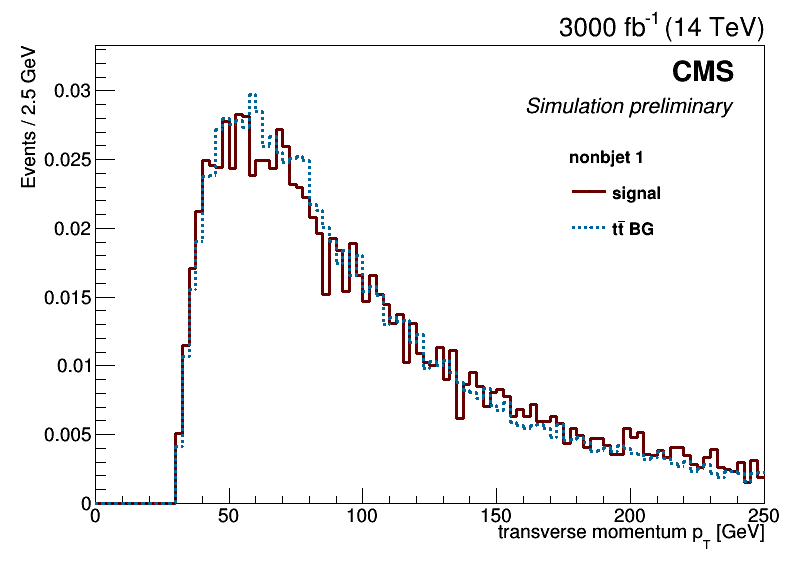 3000 fb⁻¹ (14 TeV)
CMS
Simulation preliminary
nonbjet 1
signal
tt̄ BG
Events / 2.5 GeV
0.03
0.025
0.02
0.015
0.01
0.005
0
0 50 100 150 200 250
transverse momentum p_T [GeV]